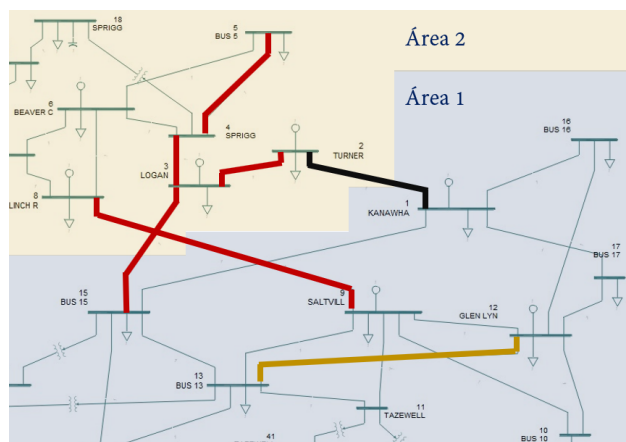 18
SPRIGG
5
BUS 5
Área 2
Área 1
6
BEAVER C
4
SPRIGG
2
TURNER
16
BUS 16
3
LOGAN
8
LINCH R
1
KANAWHA
17
BUS 17
15
BUS 15
9
SALTVILL
12
GLEN LYN
13
BUS 13
11
TAZEWELL
10
BUS 10
41